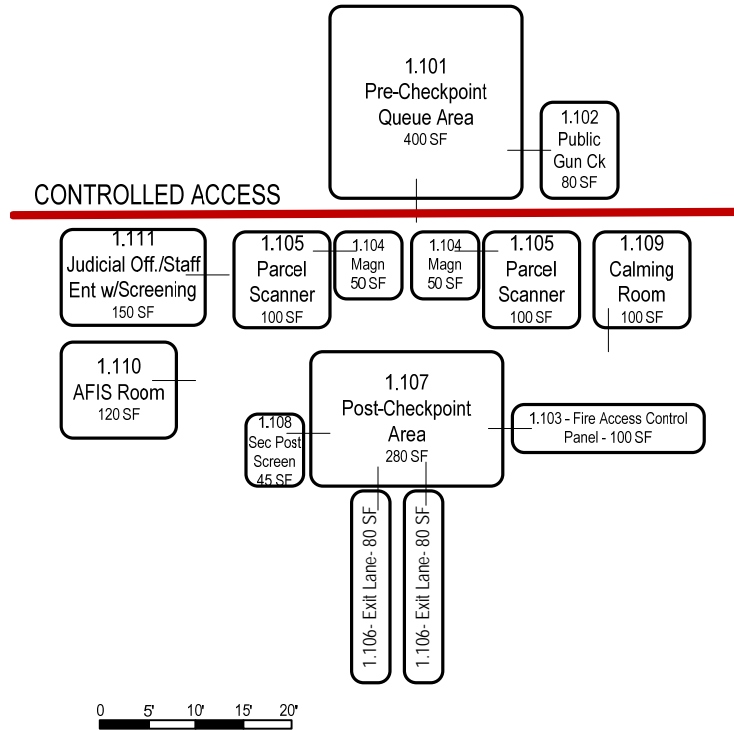 1.101
Pre-Checkpoint
Queue Area
400 SF
1.102
Public
Gun Ck
80 SF
CONTROLLED ACCESS
1.111
Judicial Off./Staff
Ent w/Screening
150 SF
1.105
Parcel
Scanner
100 SF
1.104
Magn
50 SF
1.104
Magn
50 SF
1.105
Parcel
Scanner
100 SF
1.109
Calming
Room
100 SF
1.110
AFIS Room
120 SF
1.107
Post-Checkpoint
Area
280 SF
1.108
Sec Post
Screen
45 SF
1.103 - Fire Access Control
Panel - 100 SF
1.106- Exit Lane- 80 SF
1.106- Exit Lane- 80 SF
0 5' 10' 15' 20'